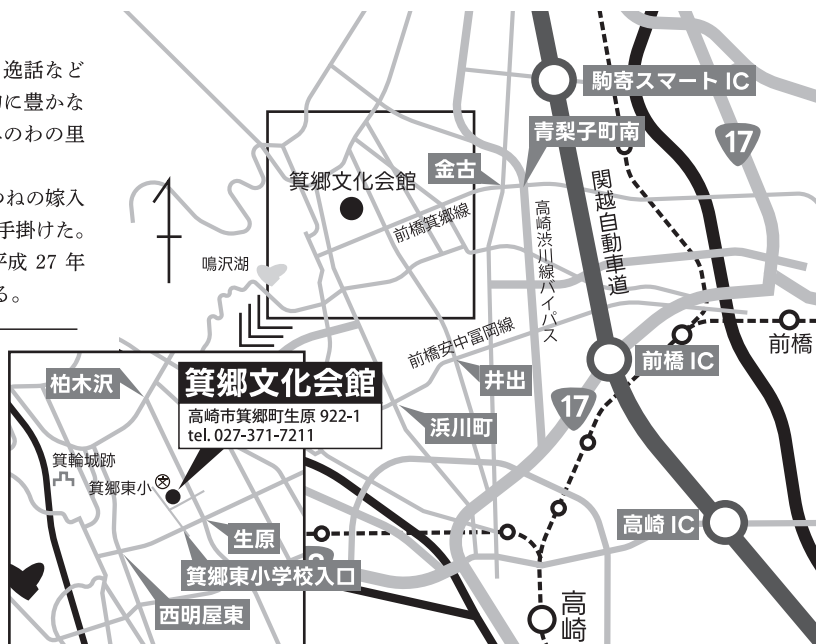 逸話など
に豊かな
のわの里
ねの嫁入
手掛けた。
平成 27 年
る。
駒寄スマート IC
青梨子町南
17
金古
箕郷文化会館
関越自動車道
前橋箕郷線
高崎渋川線バイパス
鳴沢湖
前橋安中冨岡線
前橋
前橋 IC
井出
17
浜川町
柏木沢
箕郷文化会館
高崎市箕郷町生原 922-1
tel. 027-371-7211
箕輪城跡
箕郷東小
文
高崎 IC
生原
箕郷東小学校入口
西明屋東
高崎